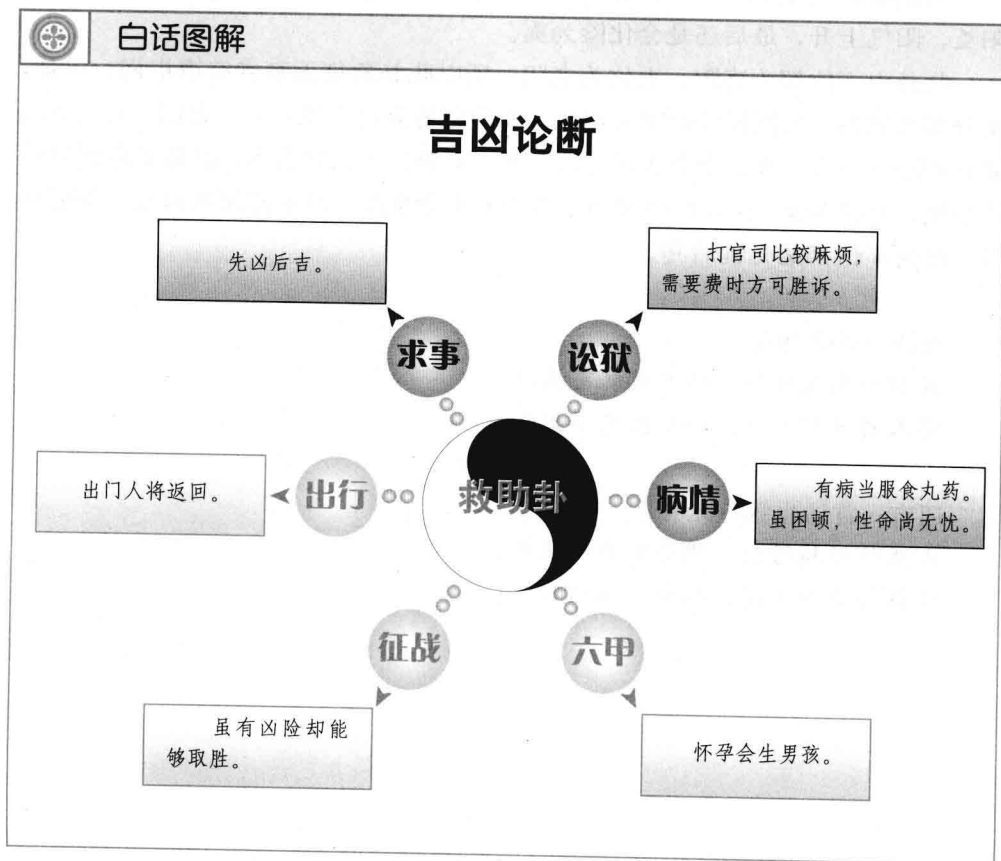 白话图解
吉凶论断
先凶后吉。
打官司比较麻烦，
需要费时方可胜诉。
求事
讼狱
出门人将返回。
出行
救助卦
病情
有病当服食丸药。
虽困顿，性命尚无忧。
征战
六甲
虽有凶险却能
够取胜。
怀孕会生男孩。